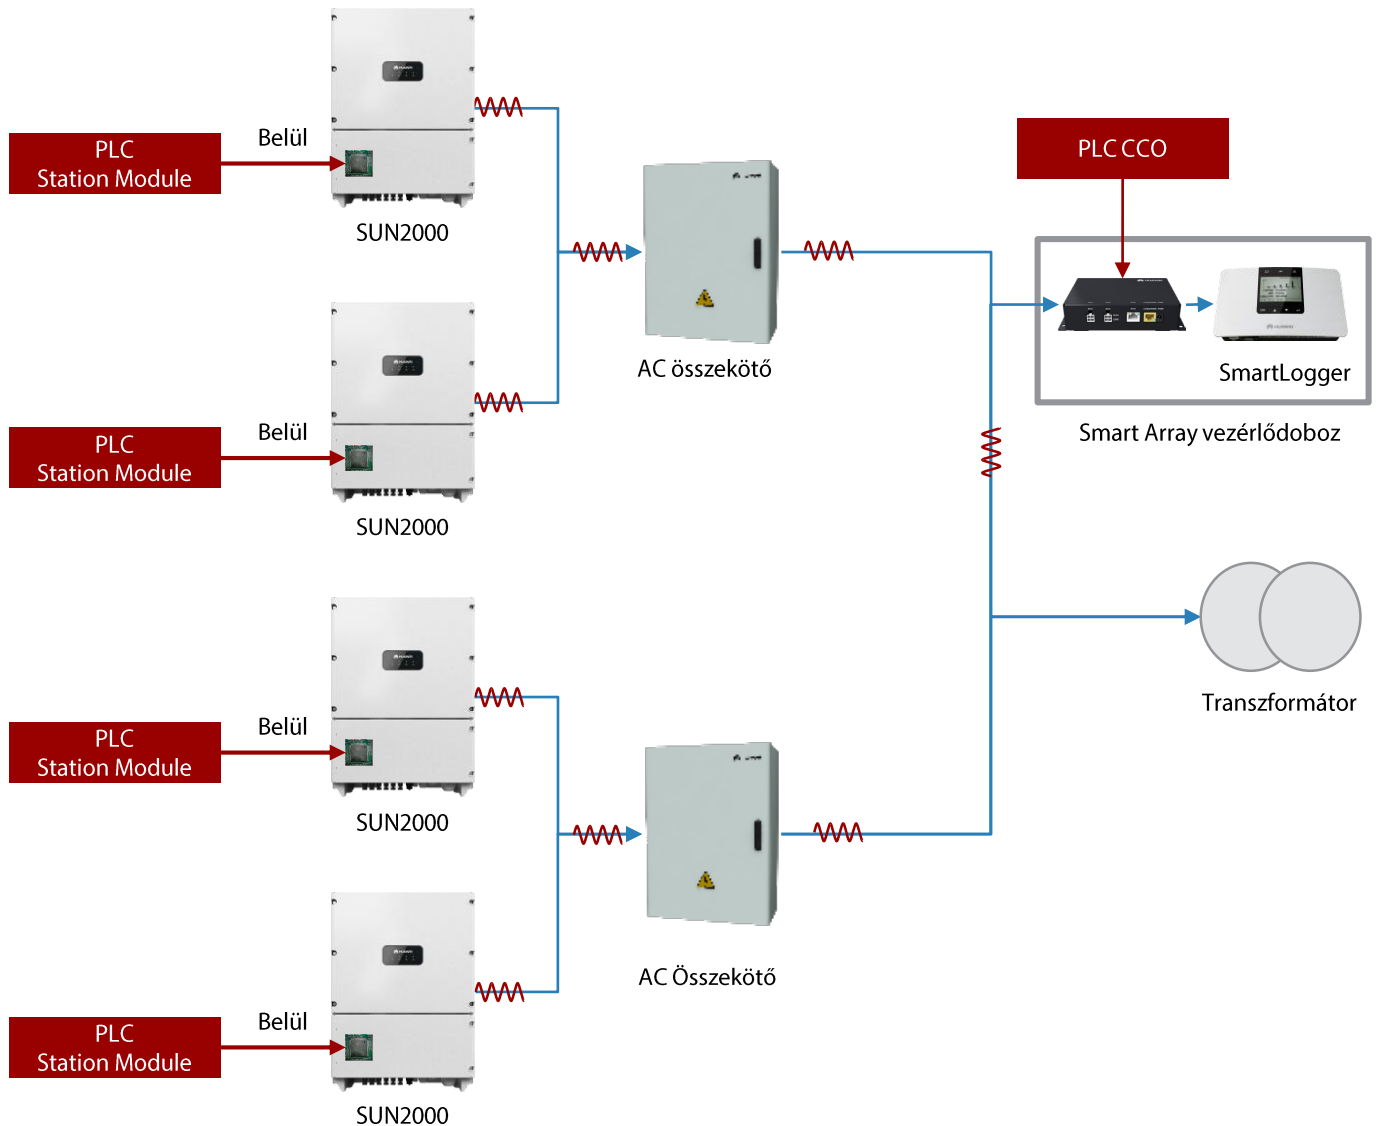 PLC
Station Module
Belül
SUN2000
PLC
Station Module
Belül
SUN2000
PLC
Station Module
Belül
SUN2000
PLC
Station Module
Belül
SUN2000
AC összekötő
AC Összekötő
PLC CCO
SmartLogger
Smart Array vezérlődoboz
Transzformátor